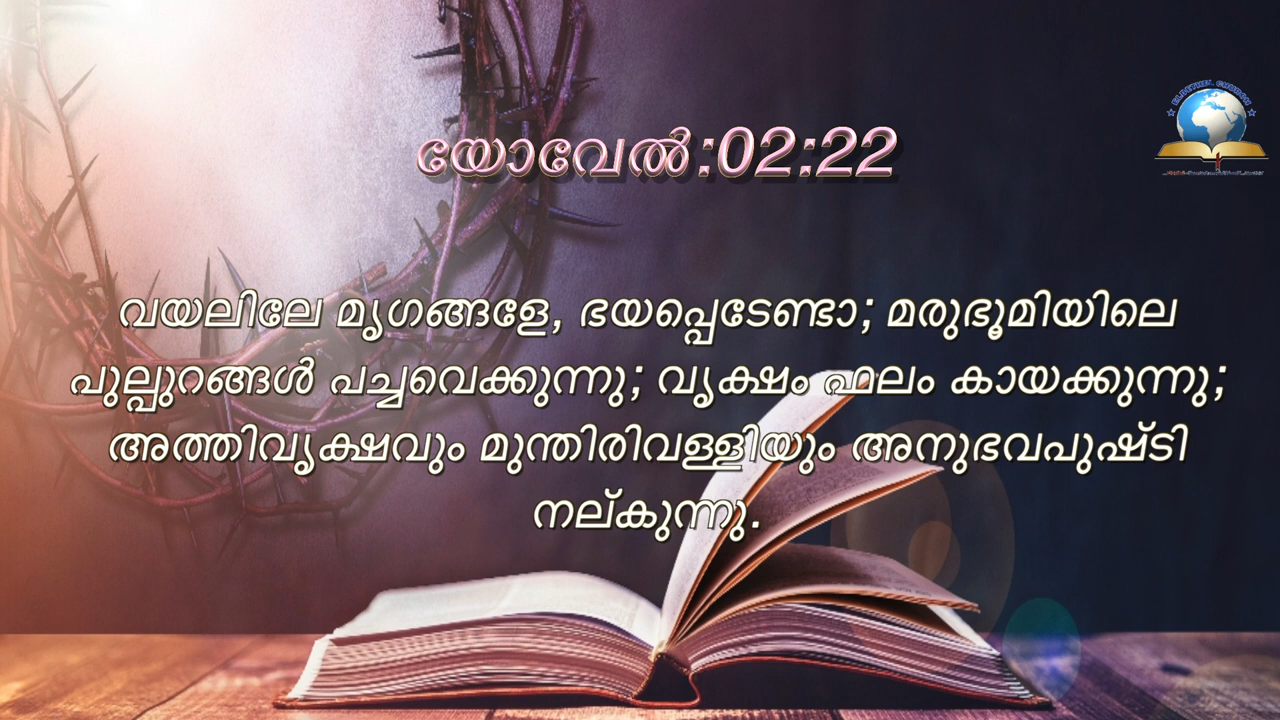 യോവേൽ:02:22
വയലിലേ മൃഗങ്ങളേ, ഭയപ്പെടേണ്ടാ; മരുഭൂമിയിലെ
പുല്പുറങ്ങൾ പച്ചവെക്കുന്നു; വൃക്ഷം ഫലം കായക്കുന്നു;
അത്തിവൃക്ഷവും മുന്തിരിവള്ളിയും അനുഭവപുഷ്ടി
നല്കുന്നു.